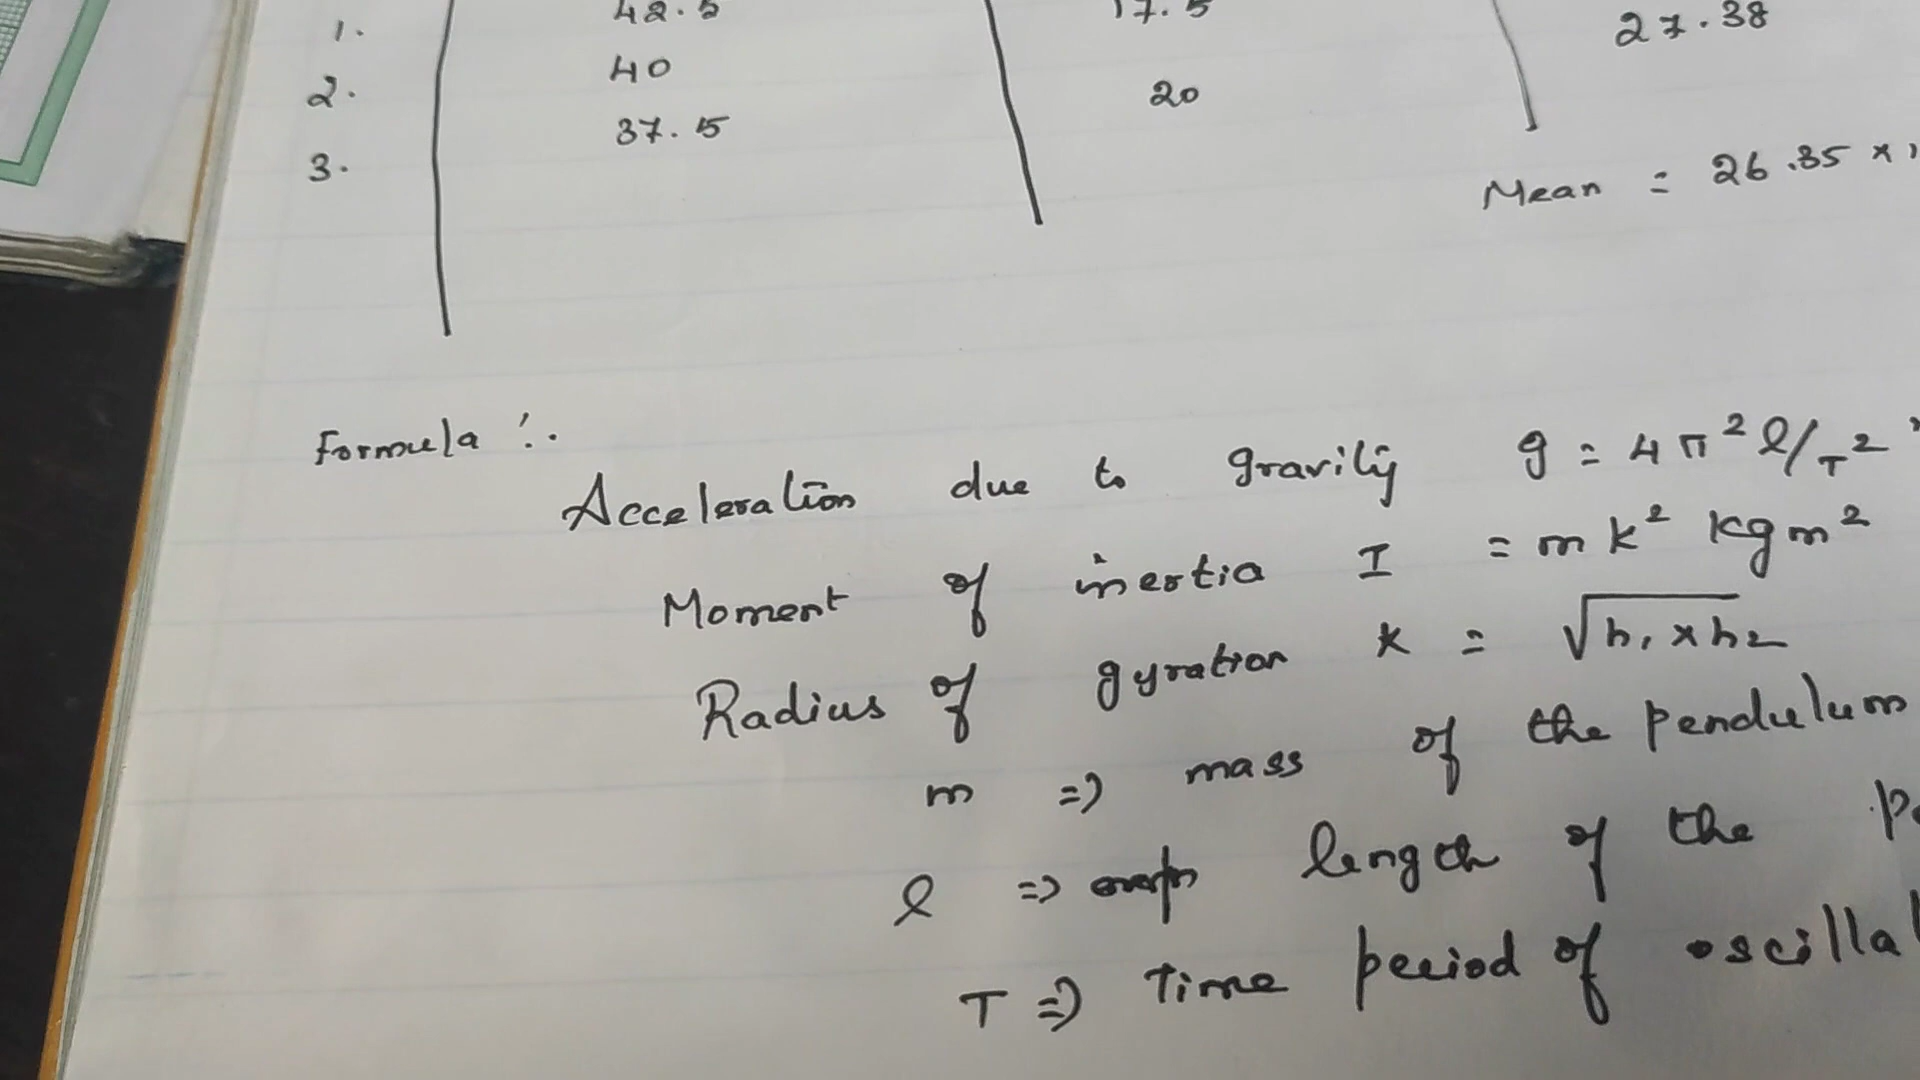 1. 42.5 17.5 27.38
2. 40 20
3. 37.5
Mean = 26.35 ×
Formula :.
Acceleration due to gravity g = 4π²l/T²
Moment of inertia I = mk² kgm²
Radius of gyration K = √h₁×h₂
m => mass of the pendulum
l => length of the
T => Time period of oscillat